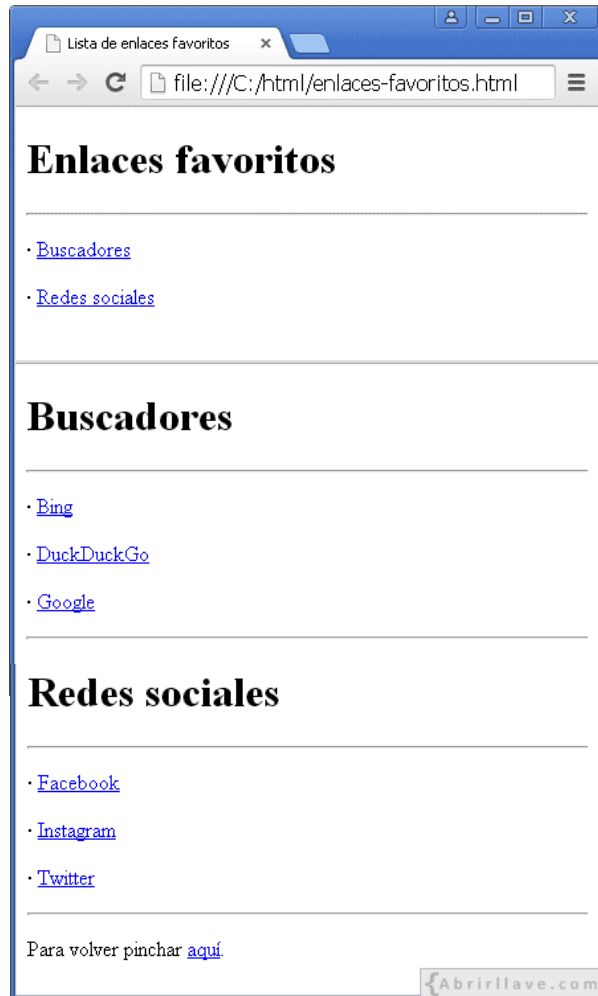 Lista de enlaces favoritos
file:///C:/html/enlaces-favoritos.html
Enlaces favoritos
· Buscadores
· Redes sociales
Buscadores
· Bing
· DuckDuckGo
· Google
Redes sociales
· Facebook
· Instagram
· Twitter
Para volver pinchar aquí.
{Abrirllave.com